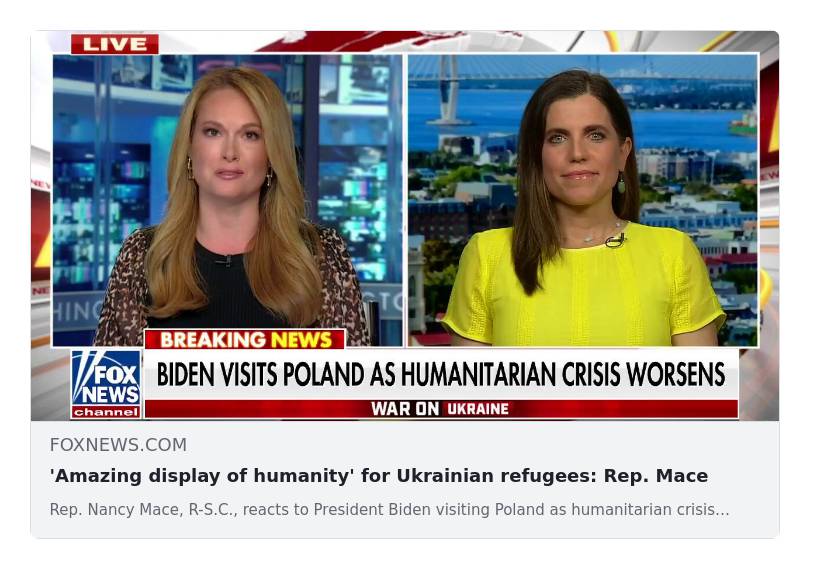 LIVE
BREAKING NEWS
FOX
NEWS
channel
BIDEN VISITS POLAND AS HUMANITARIAN CRISIS WORSENS
WAR ON UKRAINE
FOXNEWS.COM
'Amazing display of humanity' for Ukrainian refugees: Rep. Mace
Rep. Nancy Mace, R-S.C., reacts to President Biden visiting Poland as humanitarian crisis...